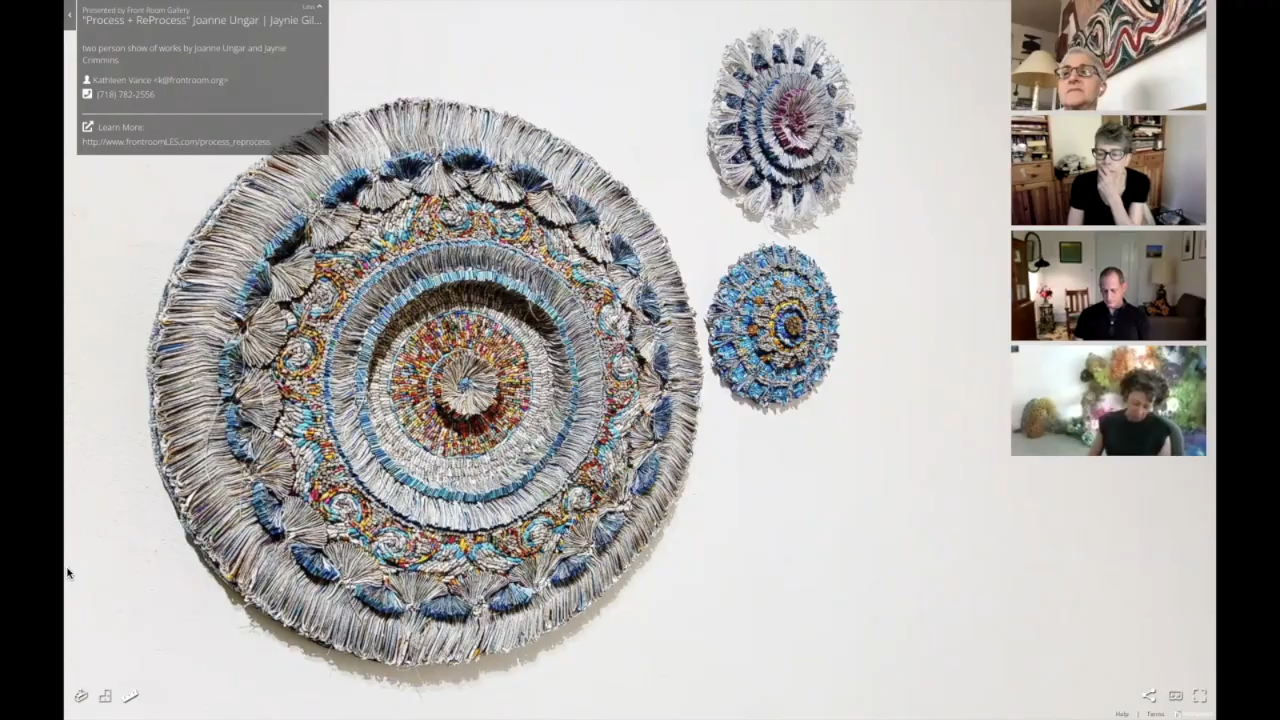 Presented by Front Room Gallery
Less
"Process + ReProcess" Joanne Ungar | Jaynie Gil...
two person show of works by Joanne Ungar and Jaynie
Crimmins
Kathleen Vance <k@frontroom.org>
(718) 782-2556
Learn More:
http://www.frontroomLES.com/process_reprocess
Help | Terms